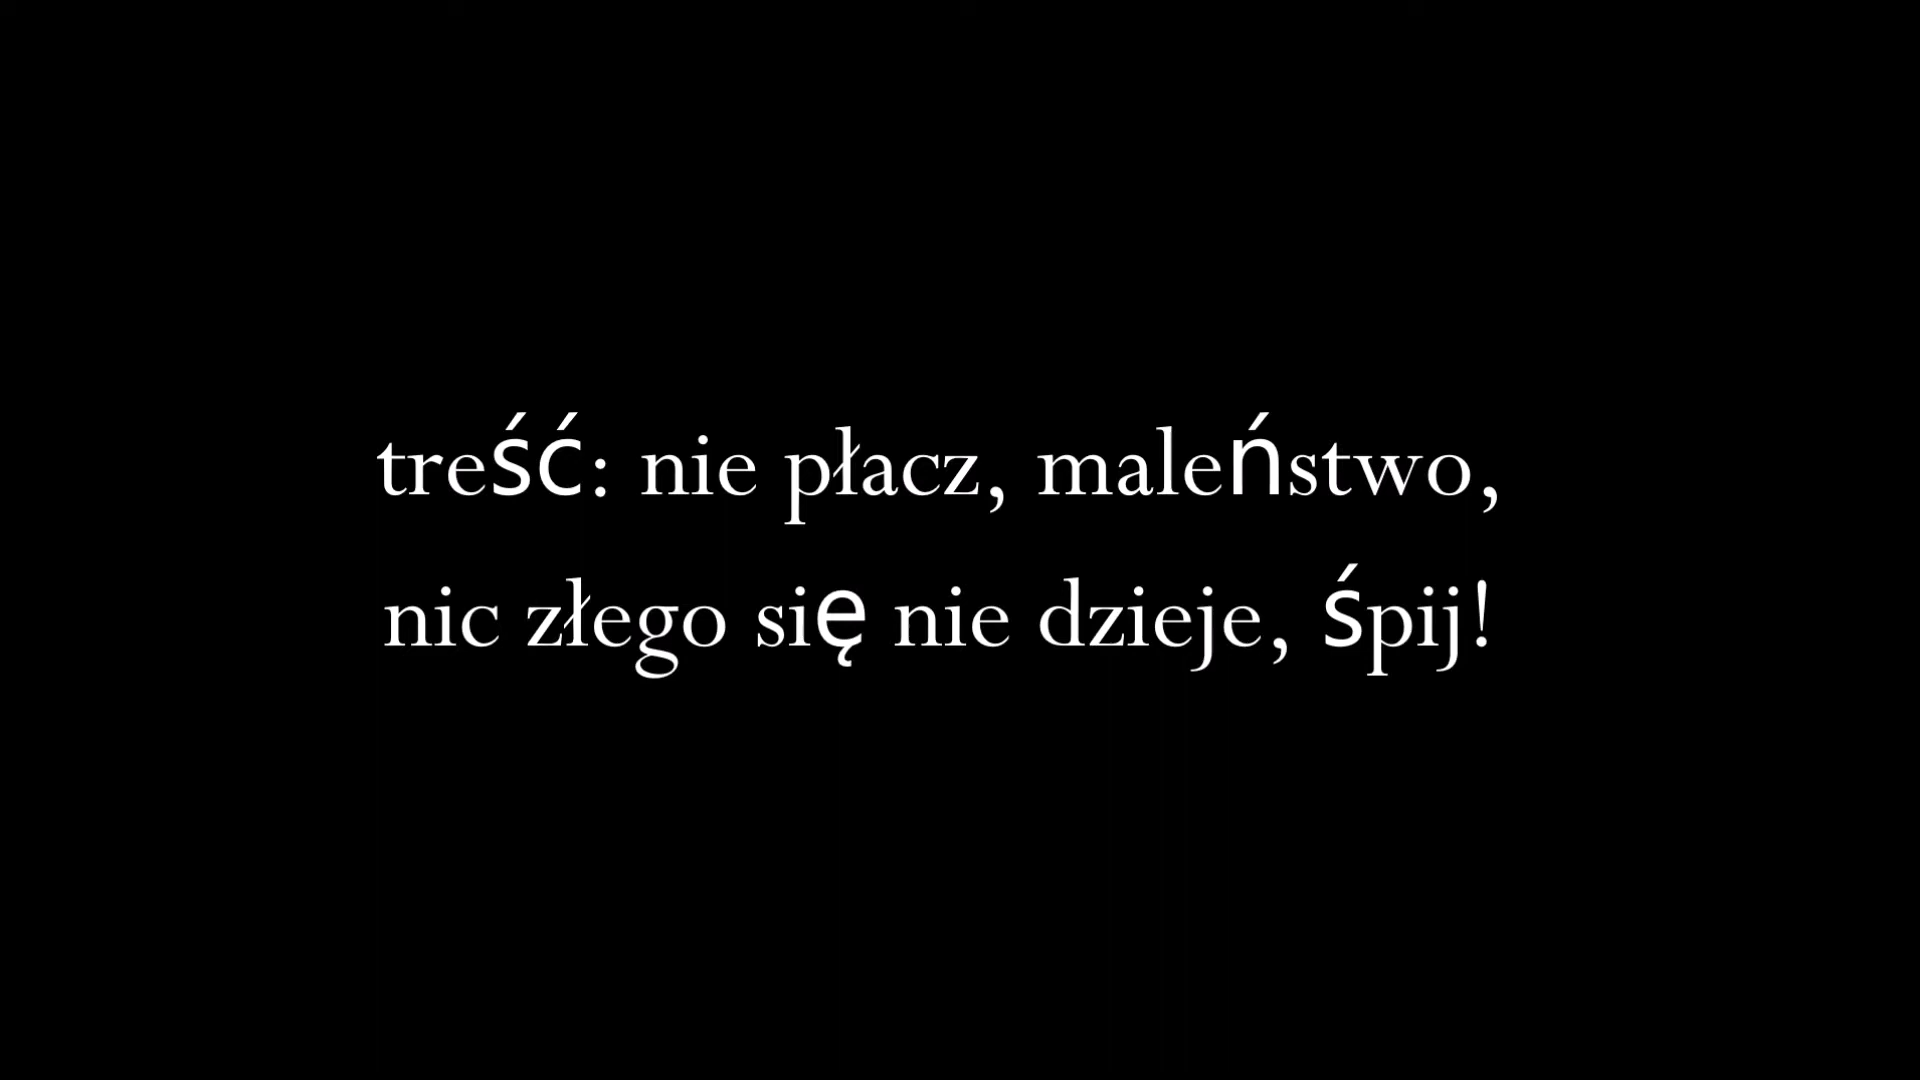 treść: nie płacz, maleństwo,
nic złego się nie dzieje, śpij!